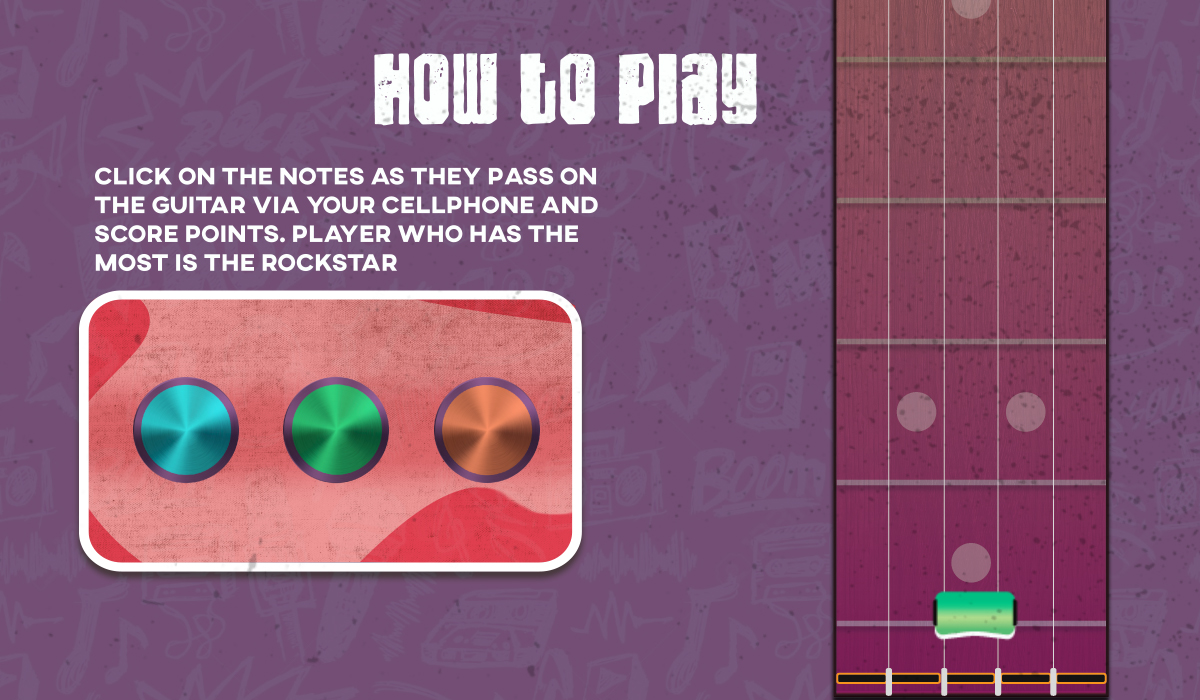 How to Play
CLICK ON THE NOTES AS THEY PASS ON
THE GUITAR VIA YOUR CELLPHONE AND
SCORE POINTS. PLAYER WHO HAS THE
MOST IS THE ROCKSTAR
BOOM